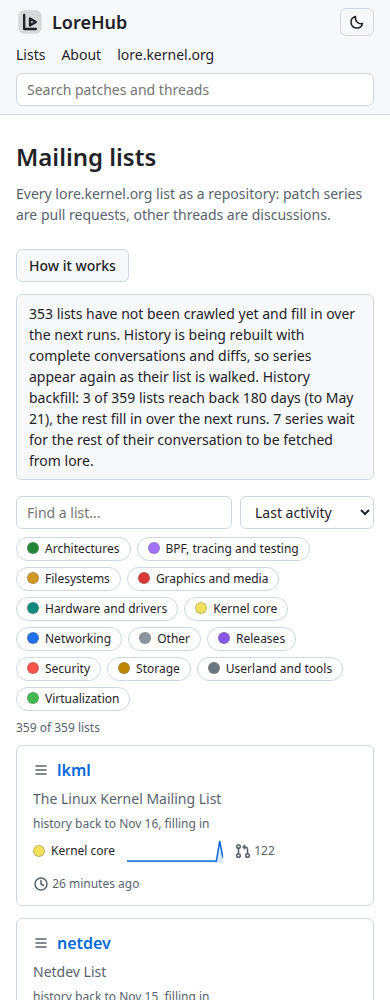 LoreHub
Lists About lore.kernel.org
Search patches and threads
Mailing lists
Every lore.kernel.org list as a repository: patch series
are pull requests, other threads are discussions.
How it works
353 lists have not been crawled yet and fill in over
the next runs. History is being rebuilt with
complete conversations and diffs, so series
appear again as their list is walked. History
backfill: 3 of 359 lists reach back 180 days (to May
21), the rest fill in over the next runs. 7 series wait
for the rest of their conversation to be fetched
from lore.
Find a list... Last activity
Architectures BPF, tracing and testing
Filesystems Graphics and media
Hardware and drivers Kernel core
Networking Other Releases
Security Storage Userland and tools
Virtualization
359 of 359 lists
lkml
The Linux Kernel Mailing List
history back to Nov 16, filling in
Kernel core 122
26 minutes ago
netdev
Netdev List
history back to Nov 15, filling in